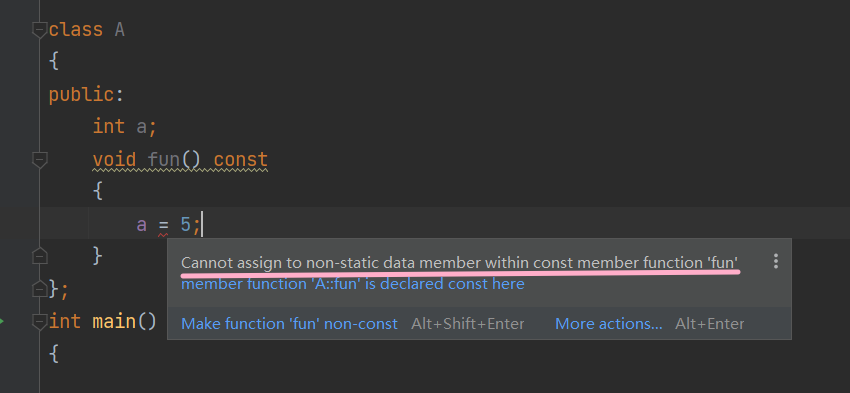 class A
{
public:
    int a;
    void fun() const
    {
        a = 5;
    }
Cannot assign to non-static data member within const member function 'fun'
member function 'A::fun' is declared const here
};
Make function 'fun' non-const Alt+Shift+Enter More actions... Alt+Enter
int main()
{